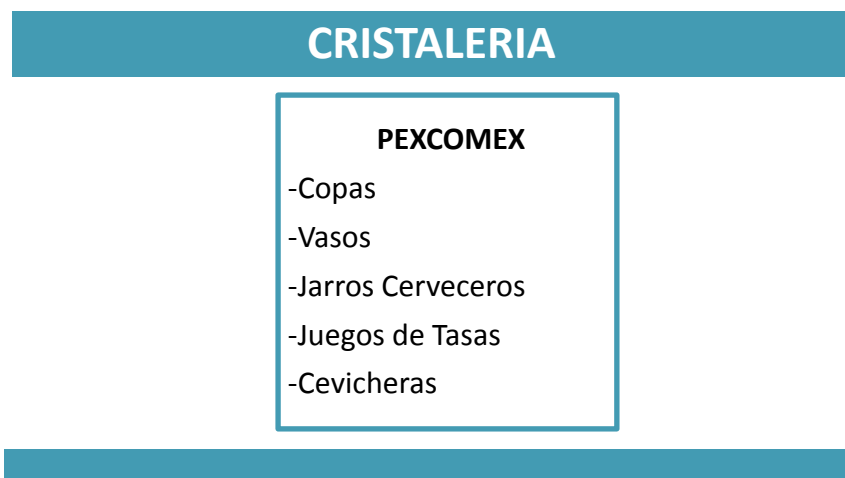 CRISTALERIA
PEXCOMEX
-Copas
-Vasos
-Jarros Cerveceros
-Juegos de Tasas
-Cevicheras